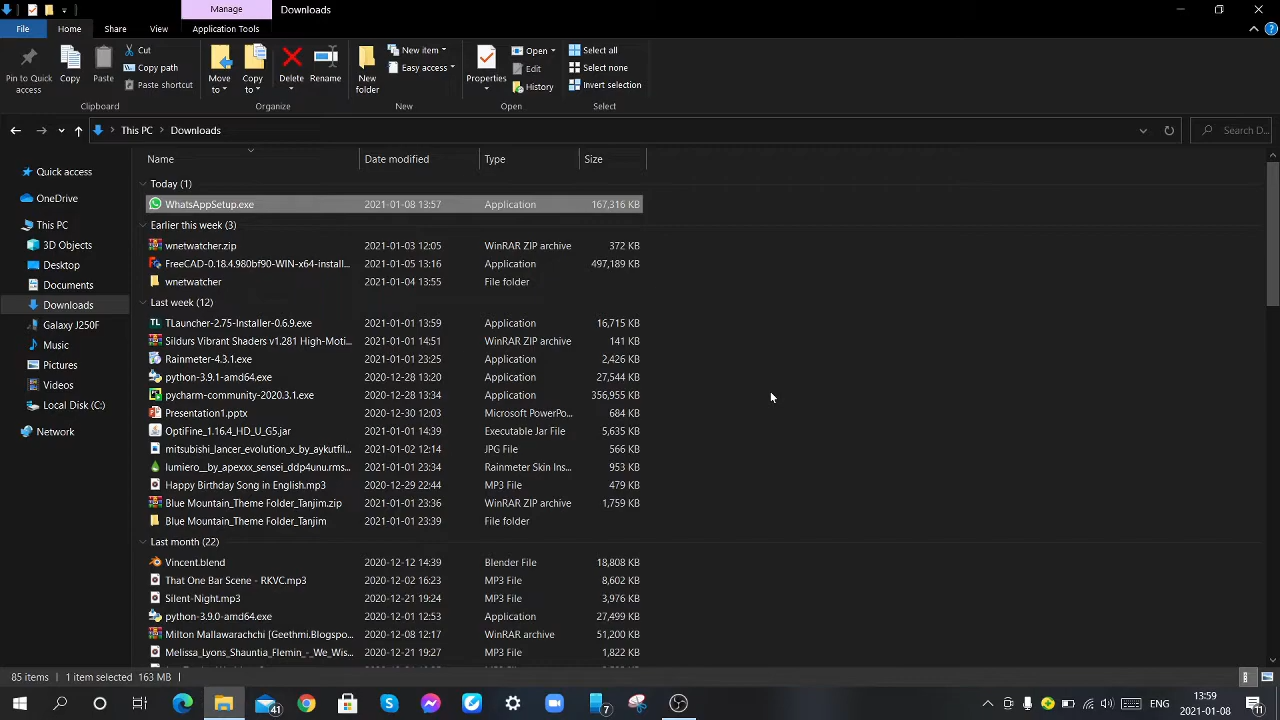 Manage Downloads
File Home Share View Application Tools
Pin to Quick access Copy Paste Cut Copy path Paste shortcut Move to Copy to Delete Rename New folder New item Easy access Properties Open Edit History Select all Select none Invert selection
Clipboard Organize New Open Select
This PC Downloads Search D...
Name Date modified Type Size
Quick access
OneDrive
This PC
3D Objects
Desktop
Documents
Downloads
Galaxy J250F
Music
Pictures
Videos
Local Disk (C:)
Network
Today (1)
WhatsAppSetup.exe 2021-01-08 13:57 Application 167,316 KB
Earlier this week (3)
wnetwatcher.zip 2021-01-03 12:05 WinRAR ZIP archive 372 KB
FreeCAD-0.18.4.980bf90-WIN-x64-install... 2021-01-05 13:16 Application 497,189 KB
wnetwatcher 2021-01-04 13:55 File folder
Last week (12)
TL TLauncher-2.75-Installer-0.6.9.exe 2021-01-01 13:59 Application 16,715 KB
Sildurs Vibrant Shaders v1.281 High-Moti... 2021-01-01 14:51 WinRAR ZIP archive 141 KB
Rainmeter-4.3.1.exe 2021-01-01 23:25 Application 2,426 KB
python-3.9.1-amd64.exe 2020-12-28 13:20 Application 27,544 KB
pycharm-community-2020.3.1.exe 2020-12-28 13:34 Application 356,955 KB
Presentation1.pptx 2020-12-30 12:03 Microsoft PowerPo... 684 KB
OptiFine_1.16.4_HD_U_G5.jar 2021-01-01 14:39 Executable Jar File 5,635 KB
mitsubishi_lancer_evolution_x_by_aykutfil... 2021-01-02 12:14 JPG File 566 KB
lumiero__by_apexxx_sensei_ddp4unu.rms... 2021-01-01 23:34 Rainmeter Skin Ins... 953 KB
Happy Birthday Song in English.mp3 2020-12-29 22:44 MP3 File 479 KB
Blue Mountain_Theme Folder_Tanjim.zip 2021-01-01 23:36 WinRAR ZIP archive 1,759 KB
Blue Mountain_Theme Folder_Tanjim 2021-01-01 23:39 File folder
Last month (22)
Vincent.blend 2020-12-12 14:39 Blender File 18,808 KB
That One Bar Scene - RKVC.mp3 2020-12-02 16:23 MP3 File 8,602 KB
Silent-Night.mp3 2020-12-21 19:24 MP3 File 3,976 KB
python-3.9.0-amd64.exe 2020-12-01 12:53 Application 27,499 KB
Milton Mallawarachchi [Geethmi.Blogspo... 2020-12-08 12:17 WinRAR archive 51,200 KB
Melissa_Lyons_Shauntia_Flemin_-_We_Wis... 2020-12-21 19:27 MP3 File 1,822 KB
85 items 1 item selected 163 MB
41 7 ENG 13:59
2021-01-08 11